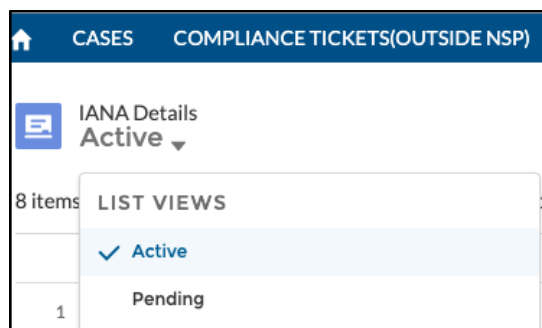 CASES COMPLIANCE TICKETS(OUTSIDE NSP)
IANA Details
Active
8 items
LIST VIEWS
Active
Pending
1